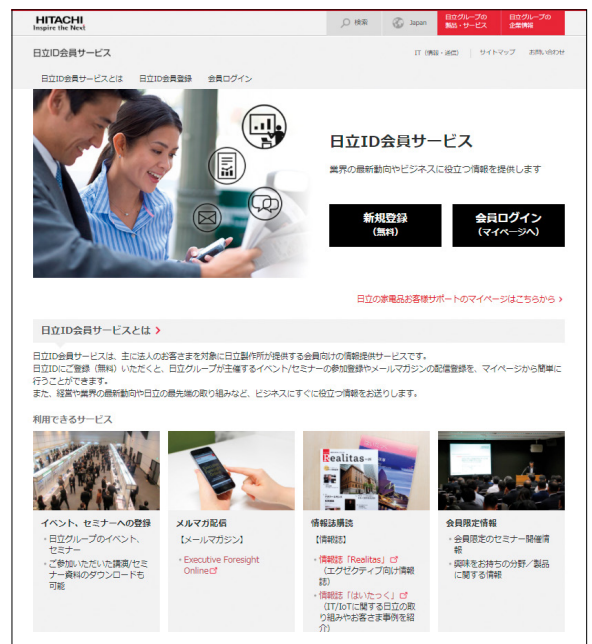 HITACHI
Inspire the Next
検索
Japan
日立グループの
製品・サービス
日立グループの
企業情報
日立ID会員サービス
IT（情報・通信）
サイトマップ
お問い合わせ
日立ID会員サービスとは
日立ID会員登録
会員ログイン
日立ID会員サービス
業界の最新動向やビジネスに役立つ情報を提供します
新規登録
（無料）
会員ログイン
（マイページへ）
日立の家電品お客様サポートのマイページはこちらから
日立ID会員サービスとは
日立ID会員サービスは、主に法人のお客さまを対象に日立製作所が提供する会員向けの情報提供サービスです。
日立IDにご登録（無料）いただくと、日立グループが主催するイベント/セミナーの参加登録やメールマガジンの配信登録を、マイページから簡単に
行うことができます。
また、経営や業界の最新動向や日立の最先端の取り組みなど、ビジネスにすぐに役立つ情報をお送りします。
利用できるサービス
Realitas
イベント、セミナーへの登録
・日立グループのイベント、
セミナー
・ご参加いただいた講演/セミ
ナー資料のダウンロードも
可能
メルマガ配信
【メールマガジン】
・Executive Foresight
Online
情報誌購読
【情報誌】
・情報誌「Realitas」
（エグゼクティブ向け情報
誌）
・情報誌「はいたっく」
（IT/IoTに関する日立の取
り組みやお客さま事例を紹
介）
会員限定情報
・会員限定のセミナー開催情
報
・興味をお持ちの分野／製品
に関する情報